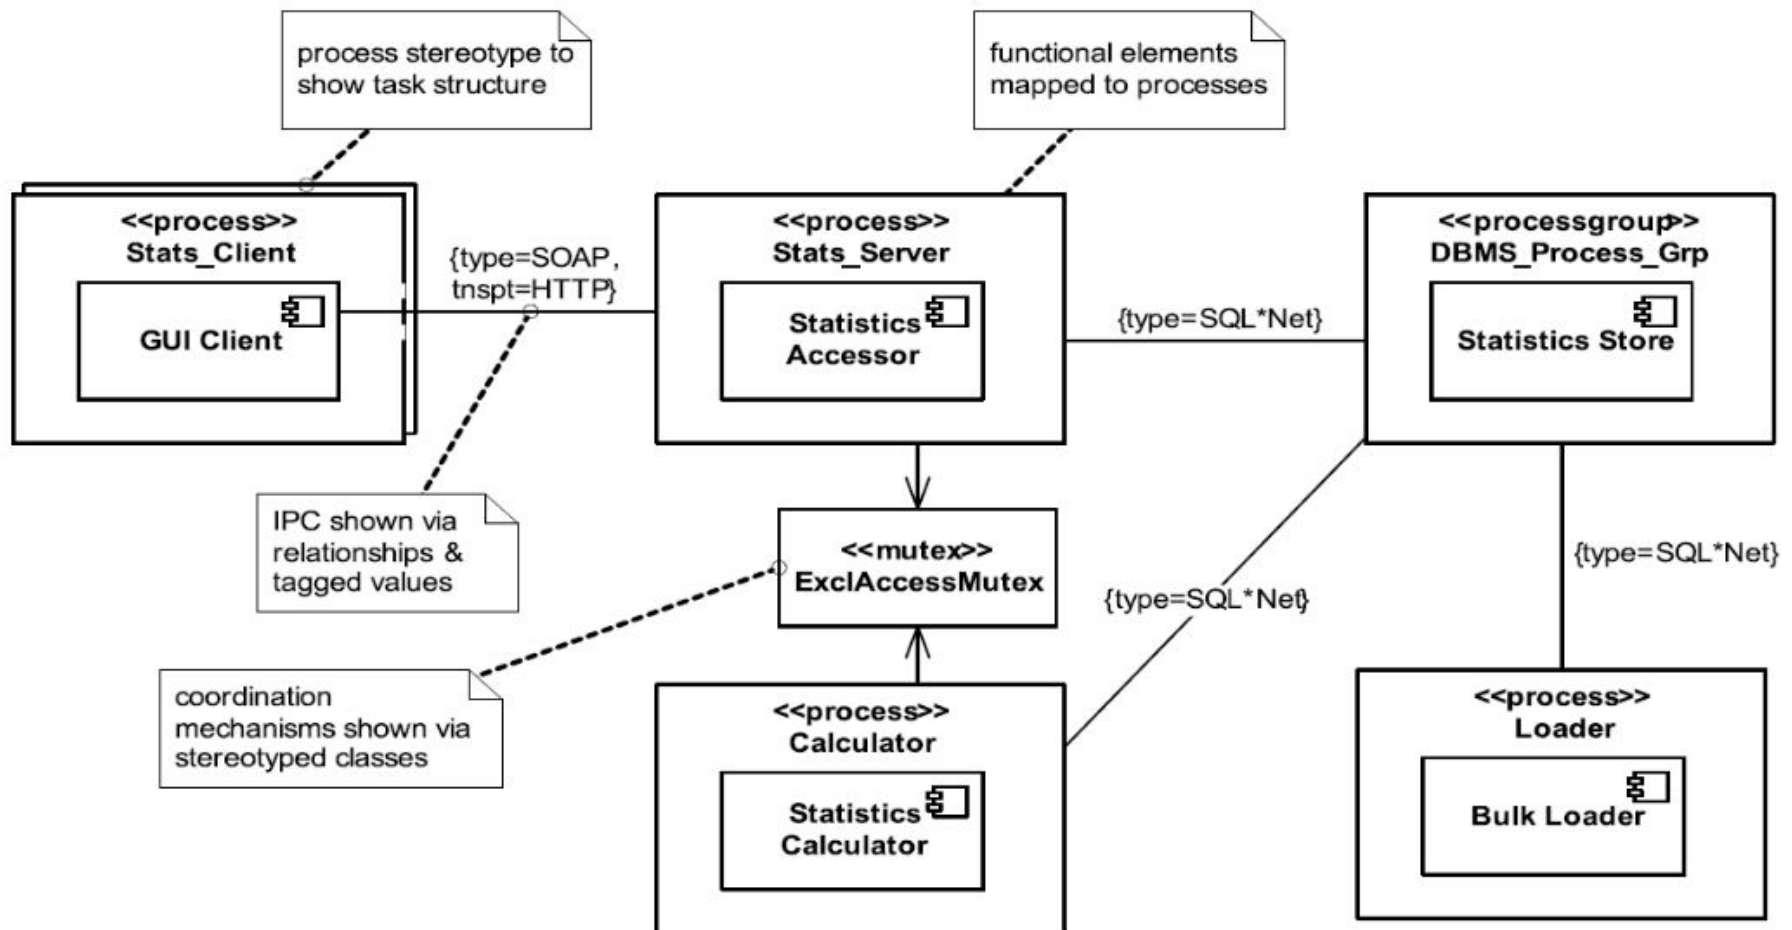 process stereotype to
show task structure
functional elements
mapped to processes
<<process>>
Stats_Client
GUI Client
{type=SOAP,
tnspt=HTTP}
<<process>>
Stats_Server
Statistics
Accessor
{type=SQL*Net}
<<processgroup>>
DBMS_Process_Grp
Statistics Store
IPC shown via
relationships &
tagged values
<<mutex>>
ExclAccessMutex
{type=SQL*Net}
{type=SQL*Net}
coordination
mechanisms shown via
stereotyped classes
<<process>>
Calculator
Statistics
Calculator
<<process>>
Loader
Bulk Loader